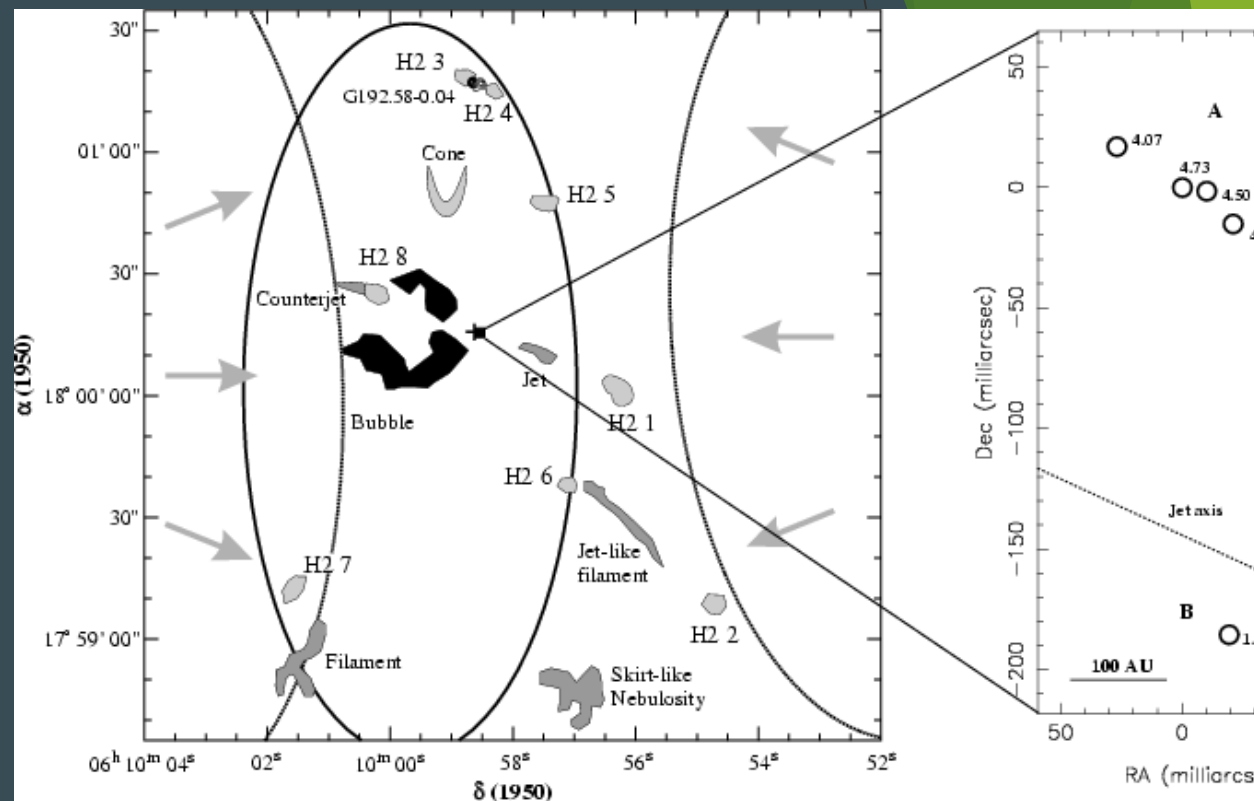 30"
H2 3
G192.58-0.04
H2 4
01' 00"
Cone
H2 5
30"
H2 8
Counterjet
Jet
18° 00' 00"
Bubble
H2 1
H2 6
30"
Jet-like
filament
H2 7
H2 2
17° 59' 00"
Filament
Skirt-like
Nebulosity
α (1950)
06ʰ 10ᵐ 04ˢ
02ˢ
10ᵐ 00ˢ
58ˢ
56ˢ
54ˢ
52ˢ
δ (1950)
50
A
4.07
4.73
0
4.50
−50
Dec (milliarcsec)
−100
Jet axis
−150
B
−200
100 AU
50
0